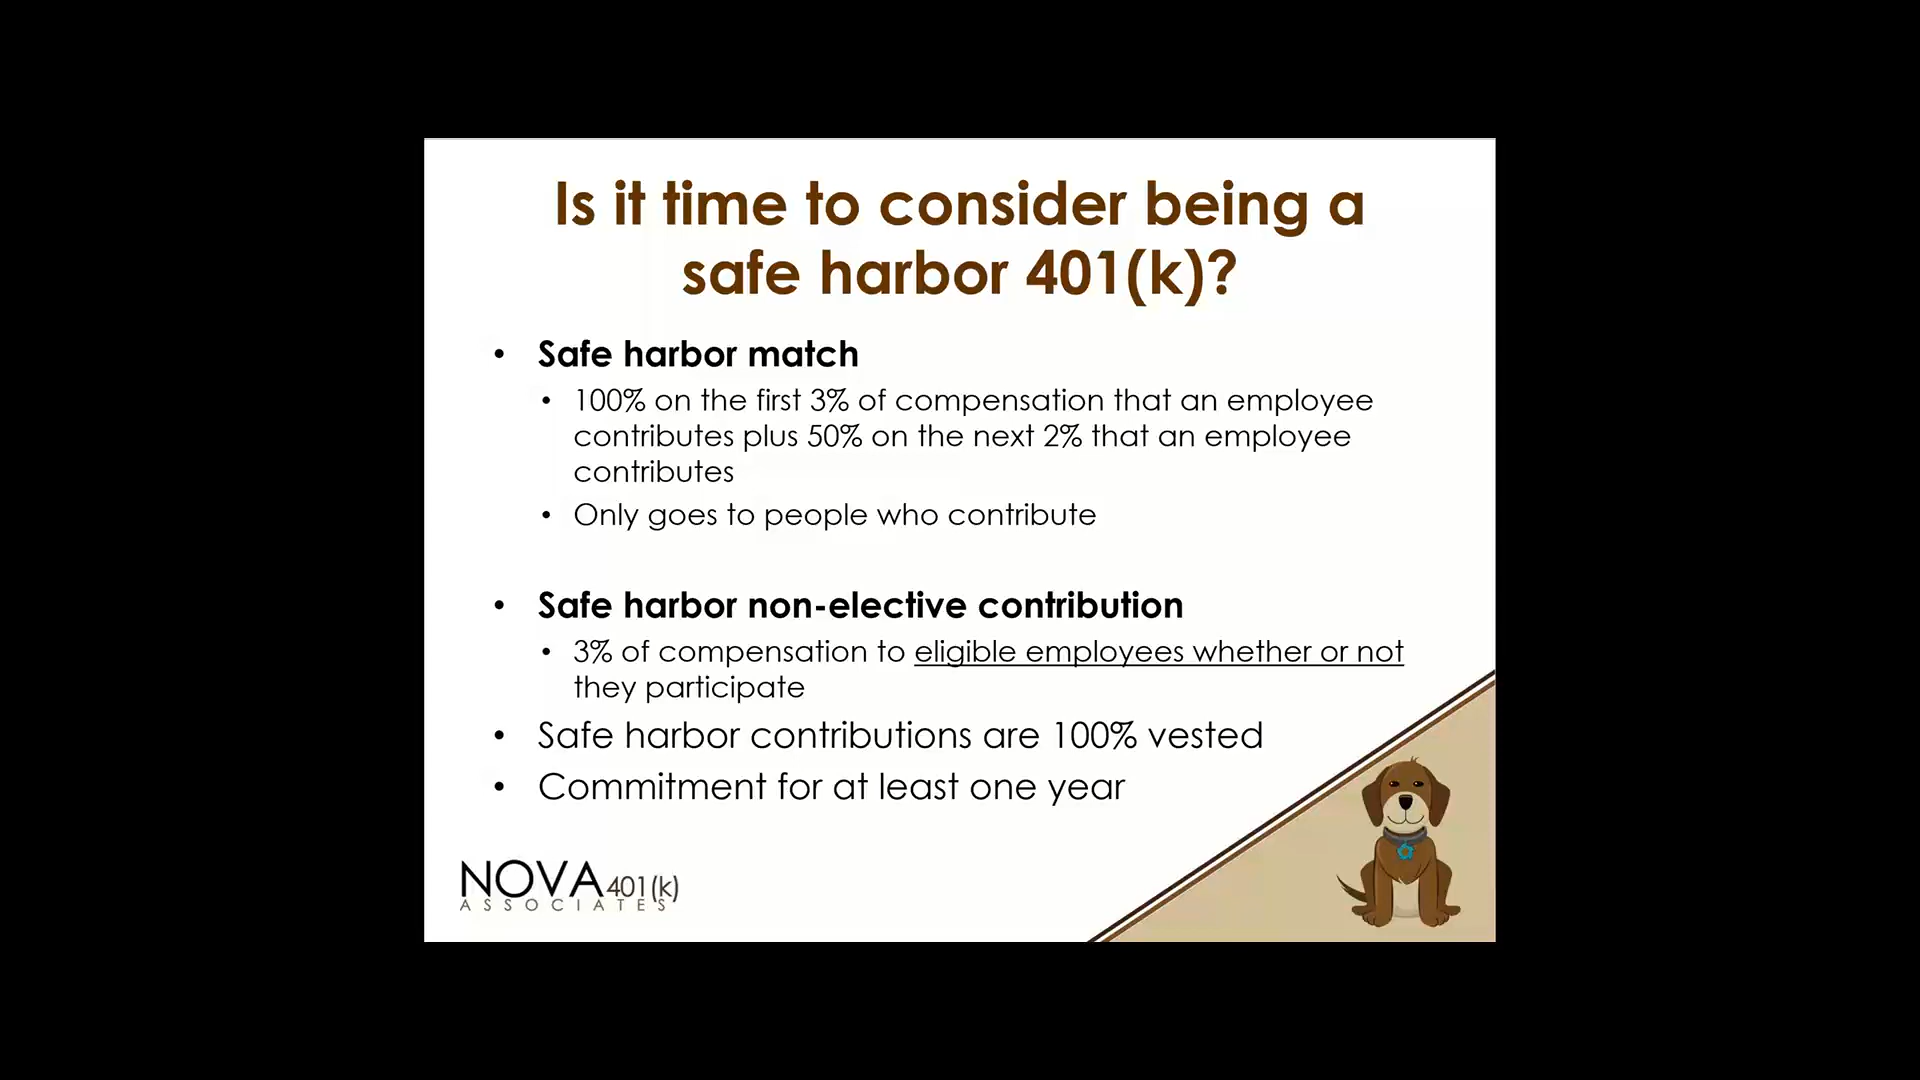 Is it time to consider being a
safe harbor 401(k)?
• Safe harbor match
• 100% on the first 3% of compensation that an employee
contributes plus 50% on the next 2% that an employee
contributes
• Only goes to people who contribute
• Safe harbor non-elective contribution
• 3% of compensation to eligible employees whether or not
they participate
• Safe harbor contributions are 100% vested
• Commitment for at least one year
NOVA 401(k)
ASSOCIATES